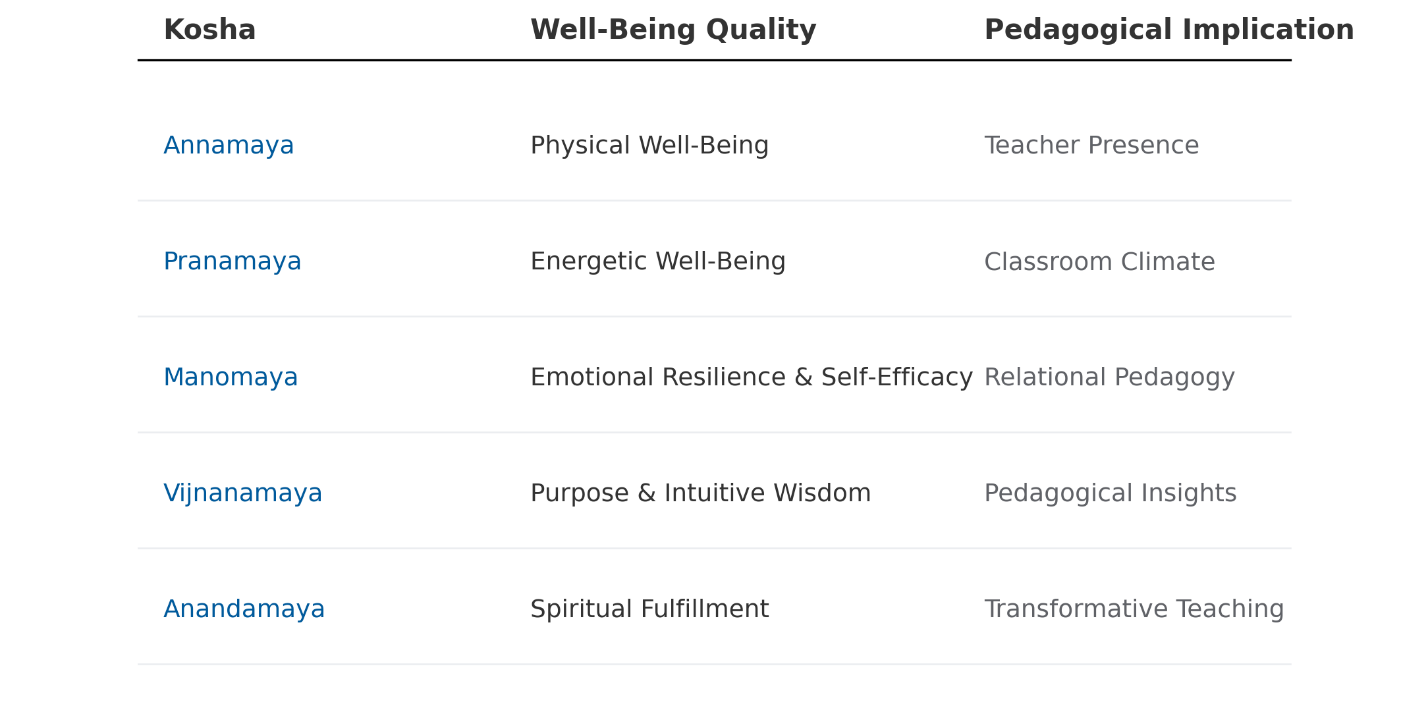 Kosha Well-Being Quality Pedagogical Implication
Annamaya Physical Well-Being Teacher Presence
Pranamaya Energetic Well-Being Classroom Climate
Manomaya Emotional Resilience & Self-Efficacy Relational Pedagogy
Vijnanamaya Purpose & Intuitive Wisdom Pedagogical Insights
Anandamaya Spiritual Fulfillment Transformative Teaching